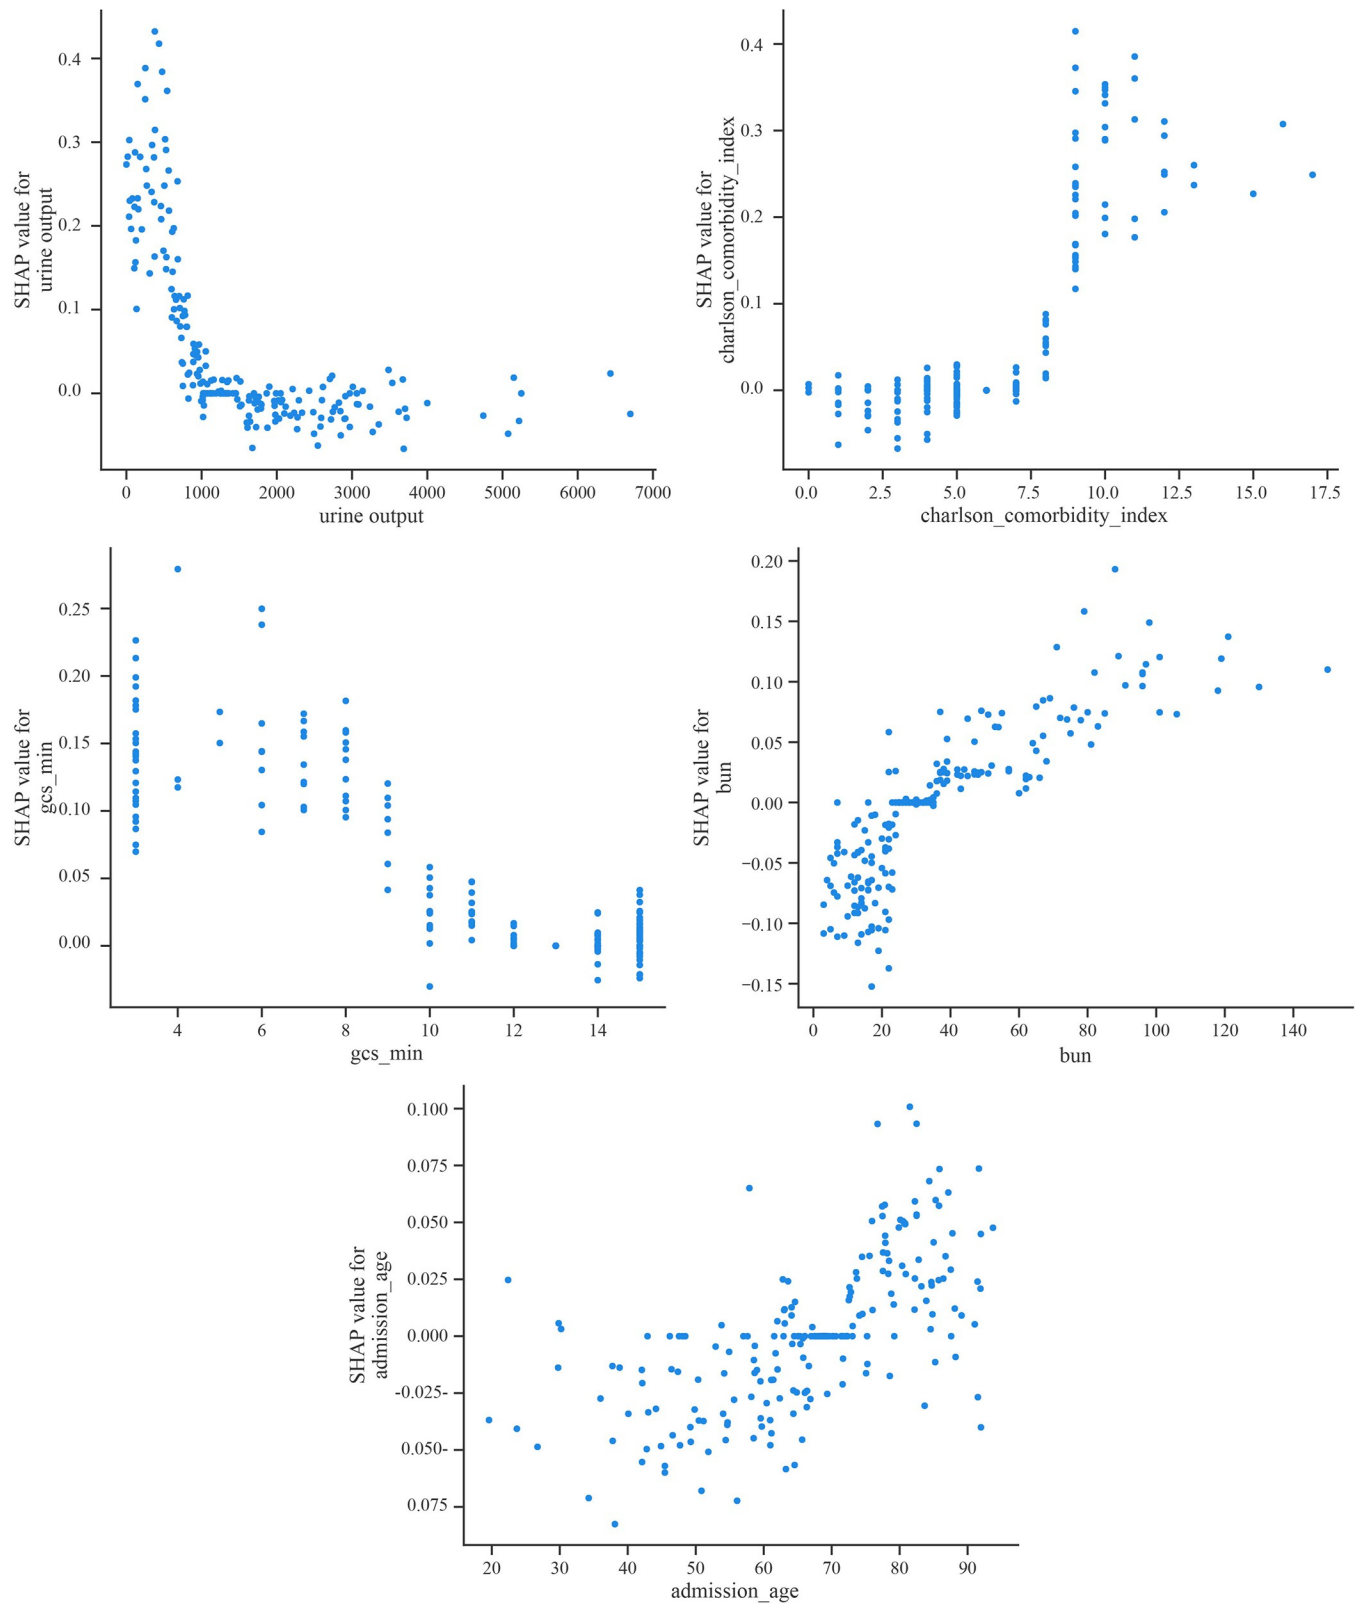 0.4
0.3
0.2
0.1
0.0
SHAP value for
urine output
0 1000 2000 3000 4000 5000 6000 7000
urine output
0.4
0.3
0.2
0.1
0.0
SHAP value for
charlson_comorbidity_index
0.0 2.5 5.0 7.5 10.0 12.5 15.0 17.5
charlson_comorbidity_index
0.25
0.20
0.15
0.10
0.05
0.00
SHAP value for
gcs_min
4 6 8 10 12 14
gcs_min
0.20
0.15
0.10
0.05
0.00
−0.05
−0.10
−0.15
SHAP value for
bun
0 20 40 60 80 100 120 140
bun
0.100
0.075
0.050
0.025
0.000
-0.025-
0.050-
0.075
SHAP value for
admission_age
20 30 40 50 60 70 80 90
admission_age